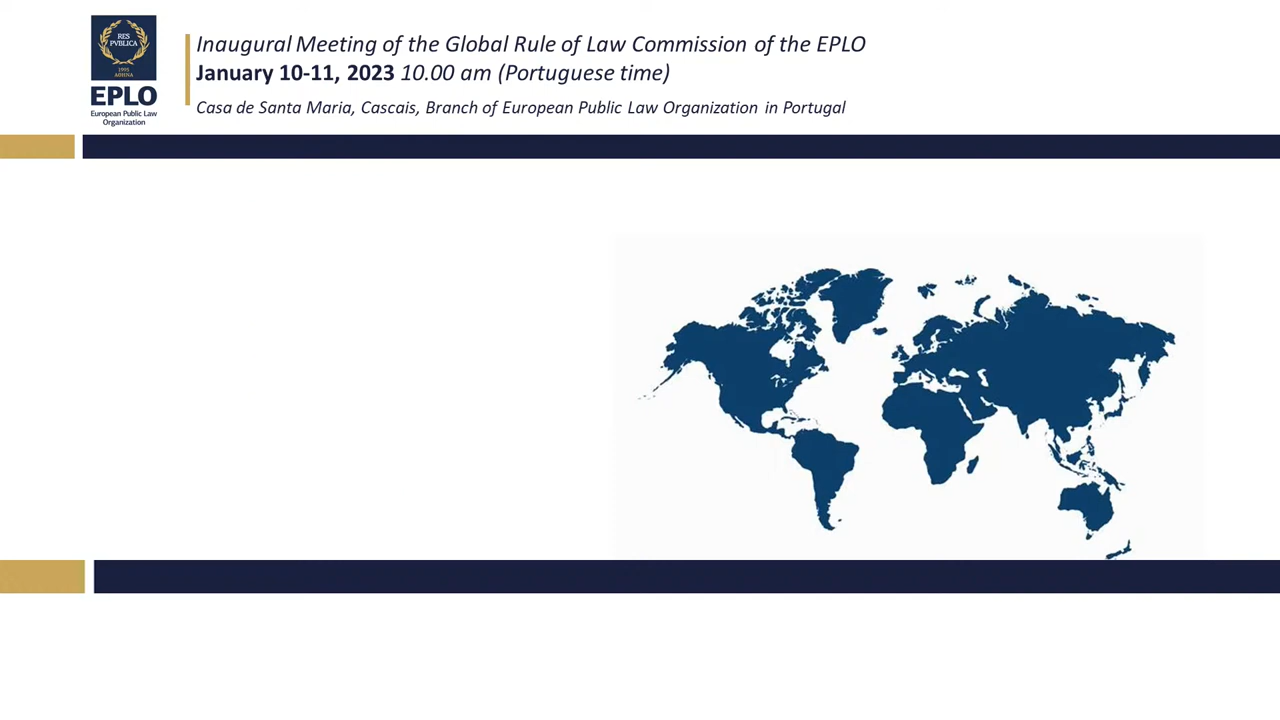 RES
PVBLICA
1995
AΘHNA
EPLO
European Public Law
Organization
Inaugural Meeting of the Global Rule of Law Commission of the EPLO
January 10-11, 2023 10.00 am (Portuguese time)
Casa de Santa Maria, Cascais, Branch of European Public Law Organization in Portugal